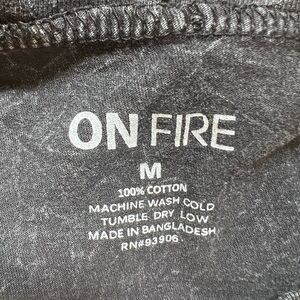 ON FIRE
M
100% COTTON
MACHINE WASH COLD
TUMBLE DRY LOW
MADE IN BANGLADESH
RN#93906